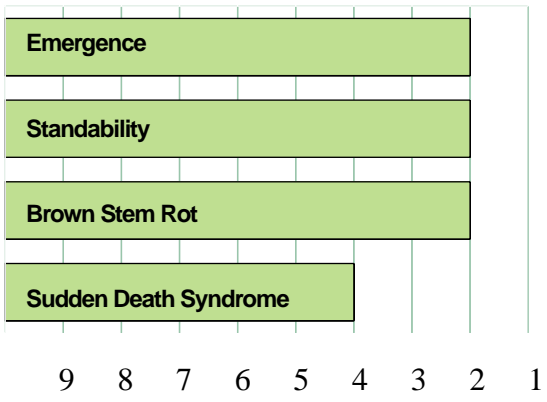 Emergence
Standability
Brown Stem Rot
Sudden Death Syndrome
9 8 7 6 5 4 3 2 1